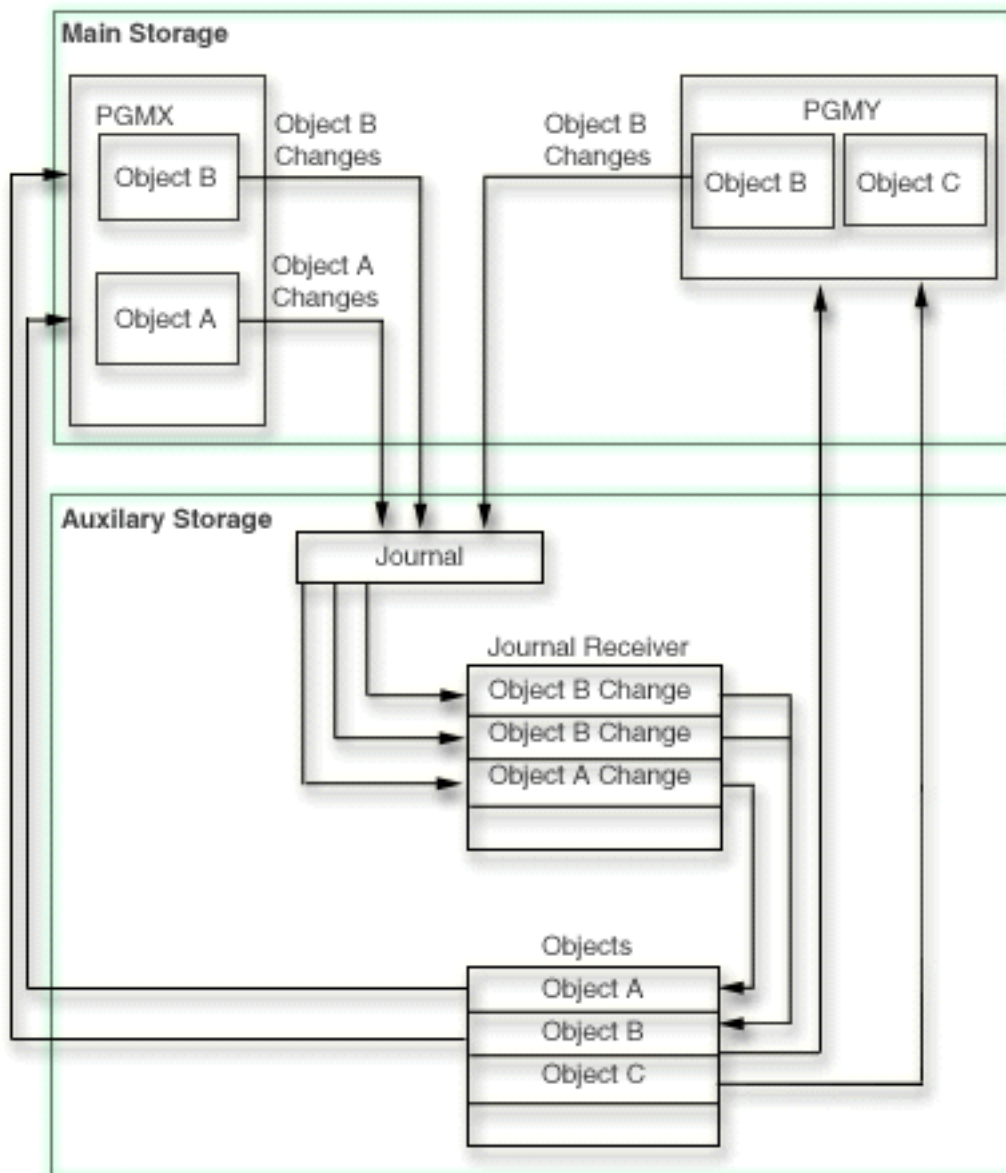 Main Storage
PGMX
Object B
Object B
Changes
Object A
Object A
Changes
Object B
Changes
PGMY
Object B
Object C
Auxilary Storage
Journal
Journal Receiver
Object B Change
Object B Change
Object A Change
Objects
Object A
Object B
Object C